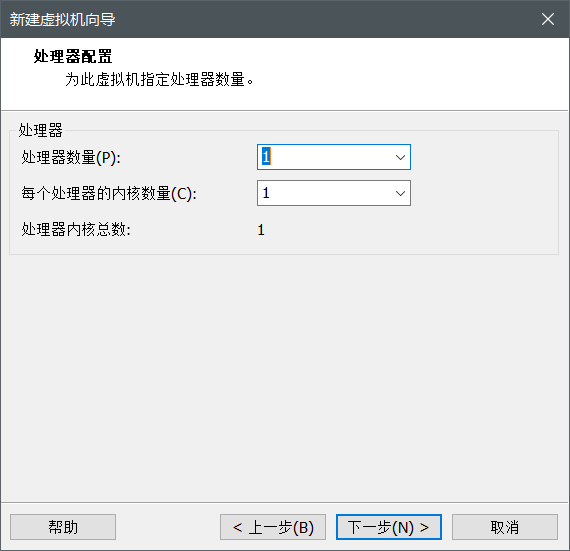 新建虚拟机向导
处理器配置
为此虚拟机指定处理器数量。
处理器
处理器数量(P):
1
每个处理器的内核数量(C):
1
处理器内核总数:
1
帮助
< 上一步(B)
下一步(N) >
取消